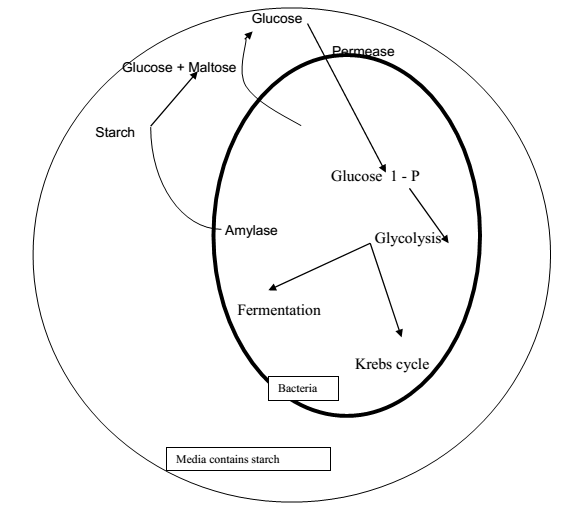 Glucose
Permease
Glucose + Maltose
Starch
Glucose 1 - P
Amylase
Glycolysis
Fermentation
Krebs cycle
Bacteria
Media contains starch